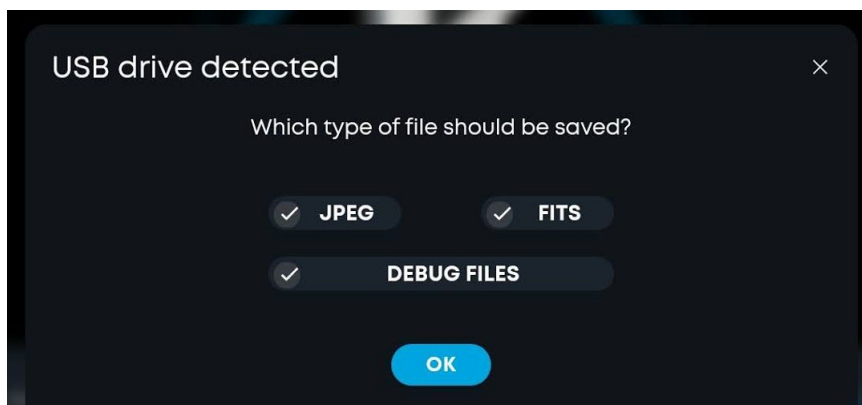 USB drive detected
Which type of file should be saved?
JPEG FITS
DEBUG FILES
OK